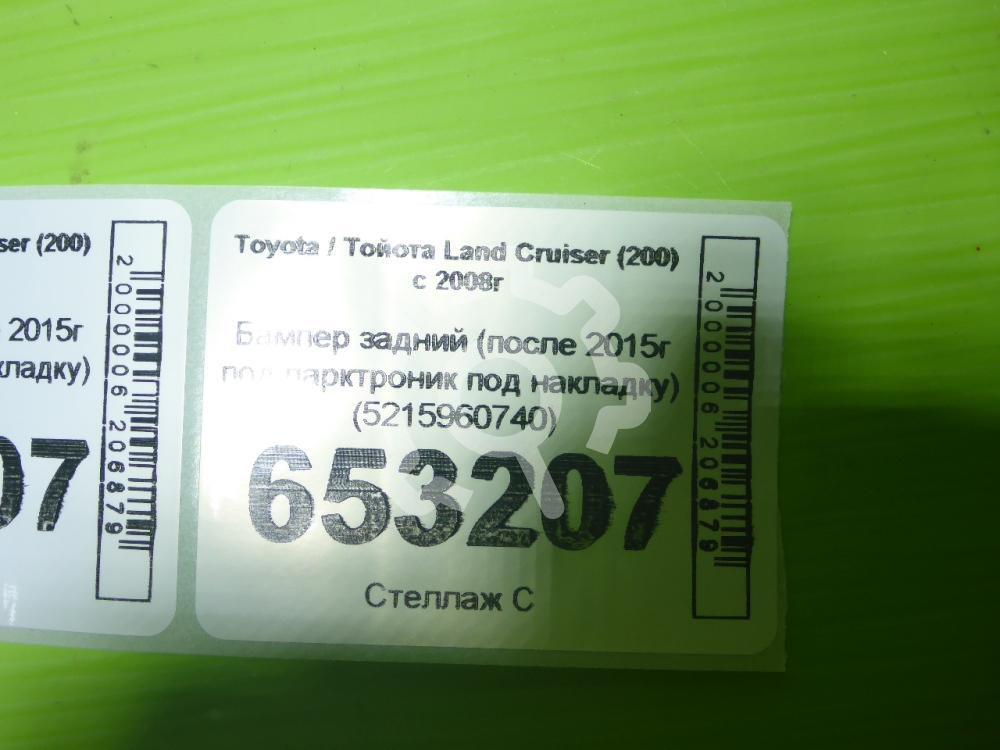 ser (200)
2015г
кладку)
07
2000006206879
Toyota / Тойота Land Cruiser (200)
с 2008г
Бампер задний (после 2015г
под парктроник под накладку)
(5215960740)
653207
Стеллаж С
2000006206879